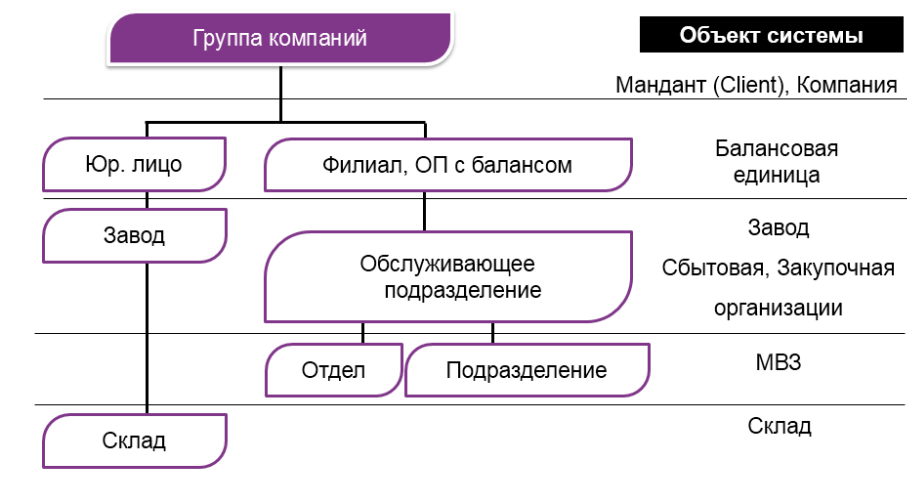 Группа компаний
Объект системы
Мандант (Client), Компания
Юр. лицо
Филиал, ОП с балансом
Балансовая
единица
Завод
Обслуживающее
подразделение
Завод
Сбытовая, Закупочная
организации
Отдел
Подразделение
МВЗ
Склад
Склад